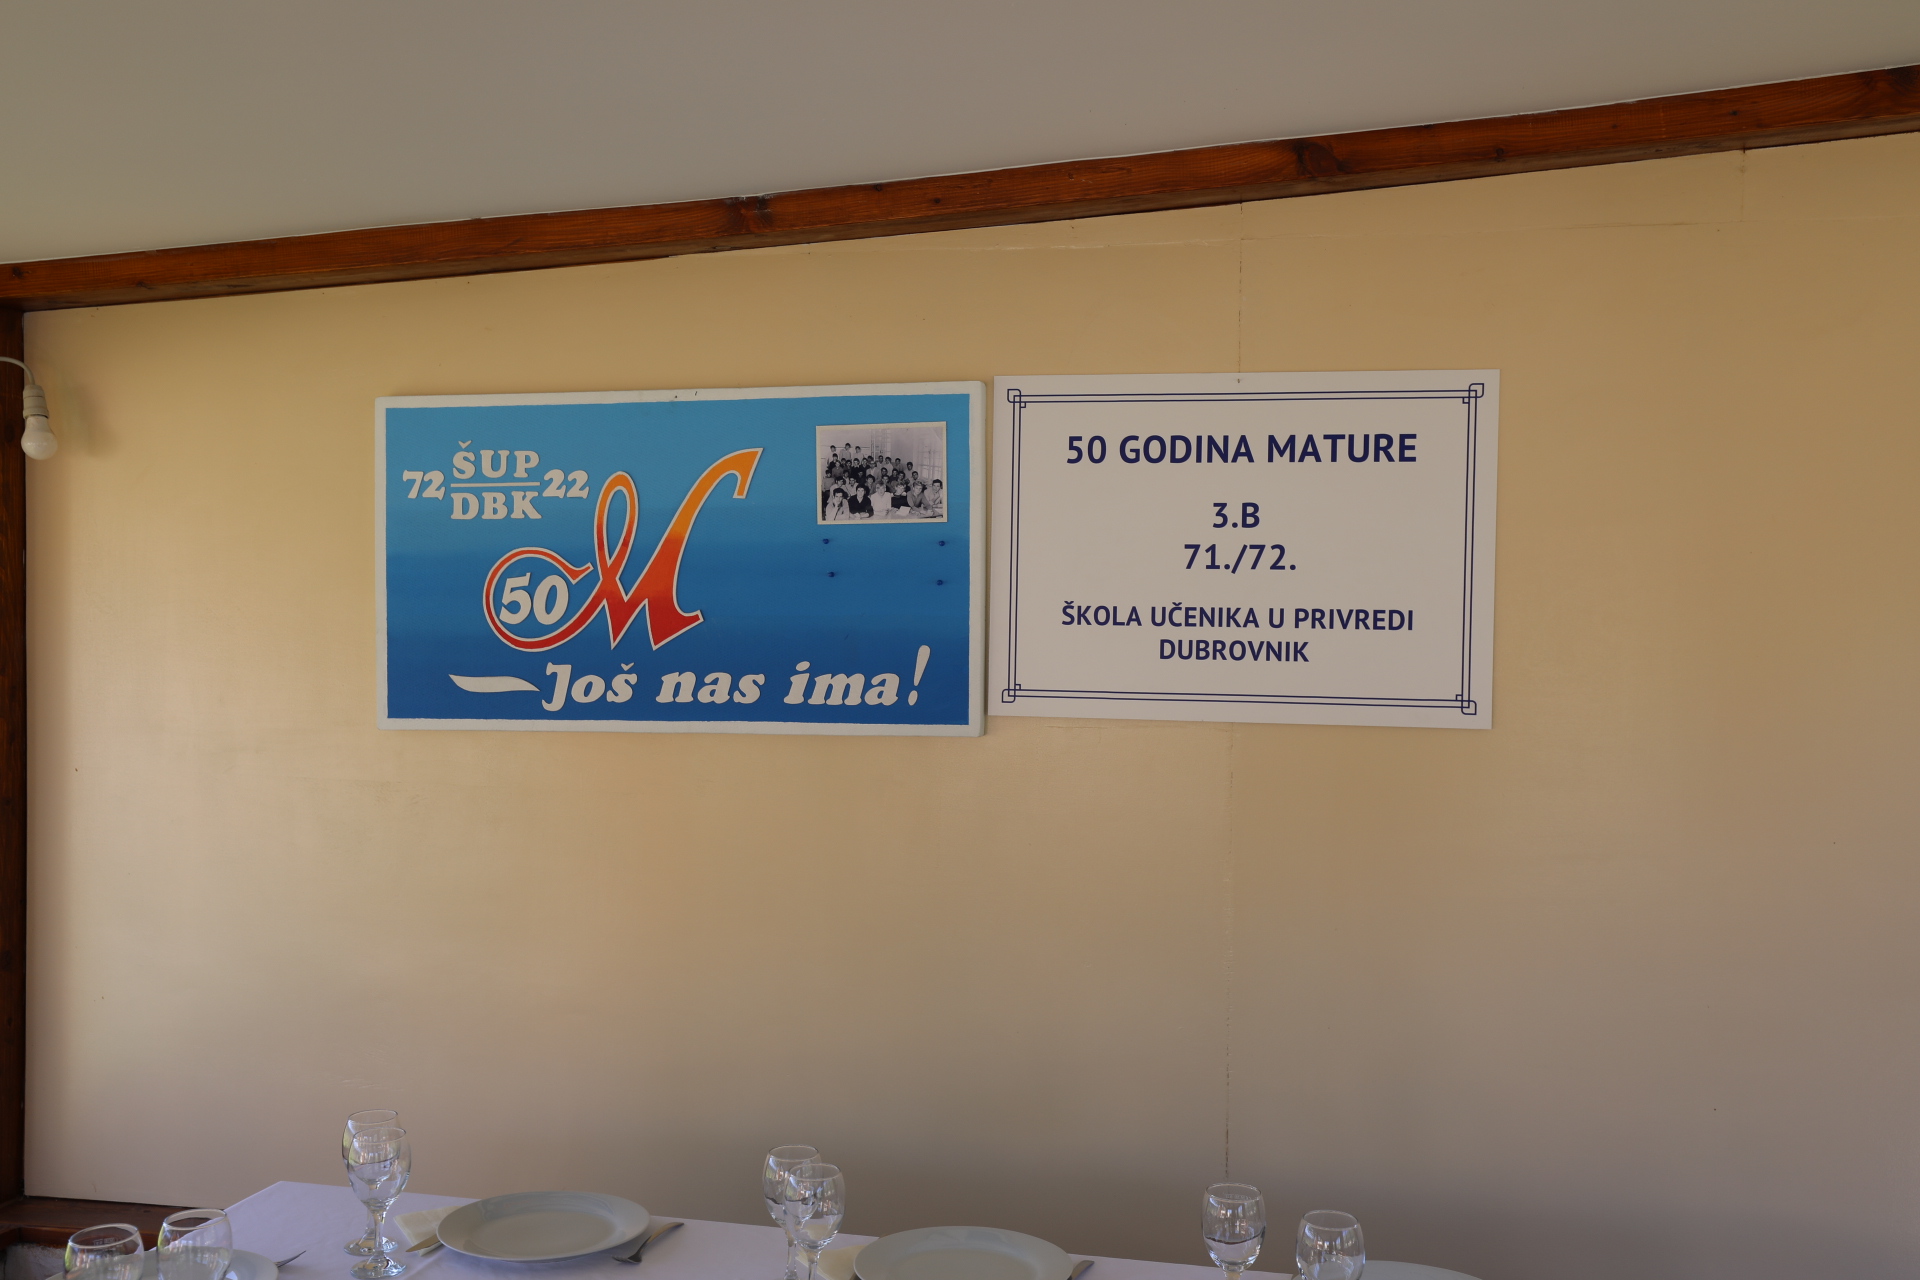 72 ŠUP 22
DBK
50 M
Još nas ima!
50 GODINA MATURE
3.B
71./72.
ŠKOLA UČENIKA U PRIVREDI
DUBROVNIK